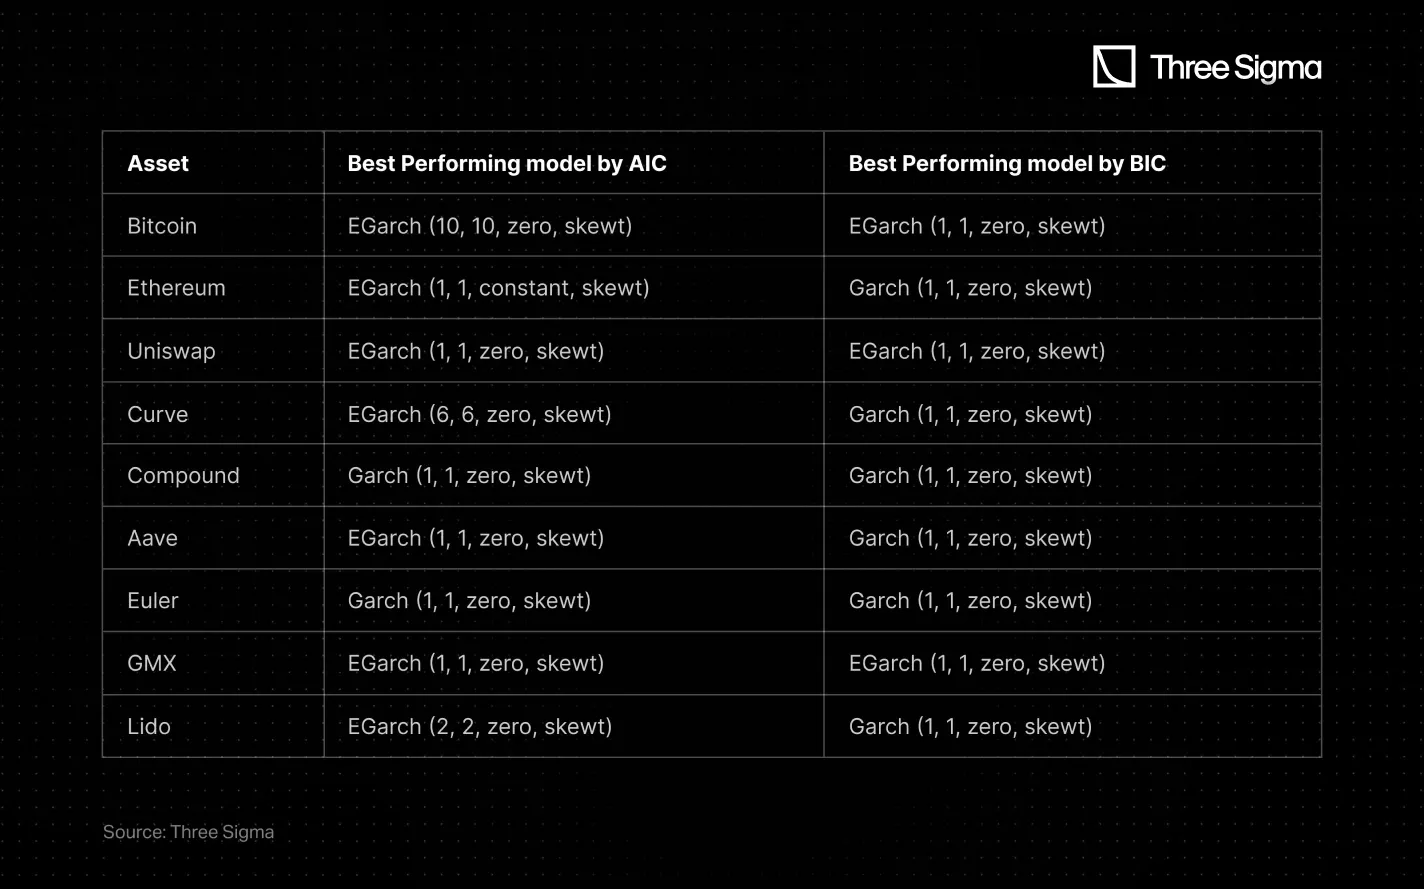 Three Sigma
Asset Best Performing model by AIC Best Performing model by BIC
Bitcoin EGarch (10, 10, zero, skewt) EGarch (1, 1, zero, skewt)
Ethereum EGarch (1, 1, constant, skewt) Garch (1, 1, zero, skewt)
Uniswap EGarch (1, 1, zero, skewt) EGarch (1, 1, zero, skewt)
Curve EGarch (6, 6, zero, skewt) Garch (1, 1, zero, skewt)
Compound Garch (1, 1, zero, skewt) Garch (1, 1, zero, skewt)
Aave EGarch (1, 1, zero, skewt) Garch (1, 1, zero, skewt)
Euler Garch (1, 1, zero, skewt) Garch (1, 1, zero, skewt)
GMX EGarch (1, 1, zero, skewt) EGarch (1, 1, zero, skewt)
Lido EGarch (2, 2, zero, skewt) Garch (1, 1, zero, skewt)
Source: Three Sigma